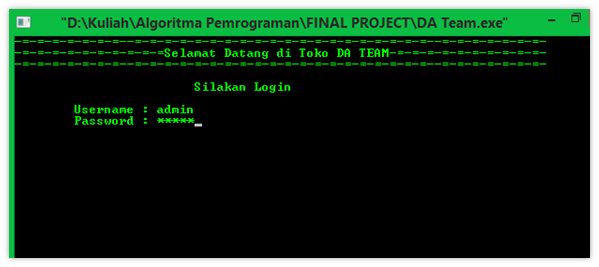 "D:\Kuliah\Algoritma Pemrograman\FINAL PROJECT\DA Team.exe"
-=-=-=-=-=-=-=-=-=-=-=-=-=-=-=-=-=-=-=-=-=-=-=-=-=-=-=-=-=-=-=-=-=-=-=-
-=-=-=-=-=-=-=-=-=-=Selamat Datang di Toko DA TEAM-=-=-=-=-=-=-=-=-=-=-
-=-=-=-=-=-=-=-=-=-=-=-=-=-=-=-=-=-=-=-=-=-=-=-=-=-=-=-=-=-=-=-=-=-=-=-
Silakan Login
Username : admin
Password : *****